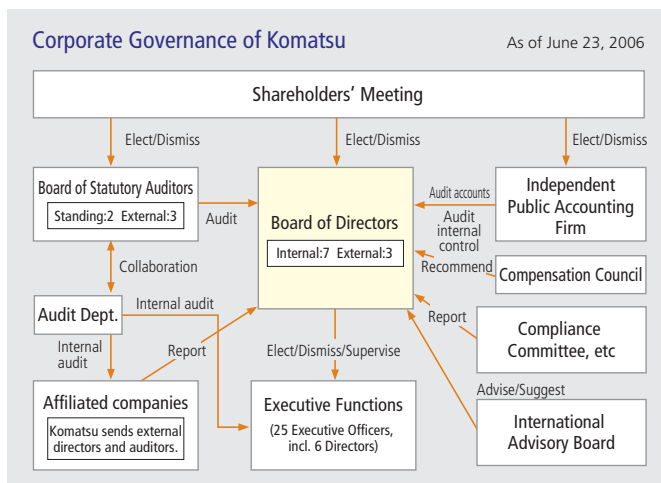 Corporate Governance of Komatsu
As of June 23, 2006
Shareholders' Meeting
Elect/Dismiss
Elect/Dismiss
Elect/Dismiss
Board of Statutory Auditors
Standing:2 External:3
Audit
Board of Directors
Internal:7 External:3
Audit accounts
Audit
internal
control
Independent
Public Accounting
Firm
Recommend
Compensation Council
Collaboration
Audit Dept.
Internal audit
Internal
audit
Report
Elect/Dismiss/Supervise
Report
Compliance
Committee, etc
Affiliated companies
Komatsu sends external
directors and auditors.
Executive Functions
(25 Executive Officers,
incl. 6 Directors)
Advise/Suggest
International
Advisory Board